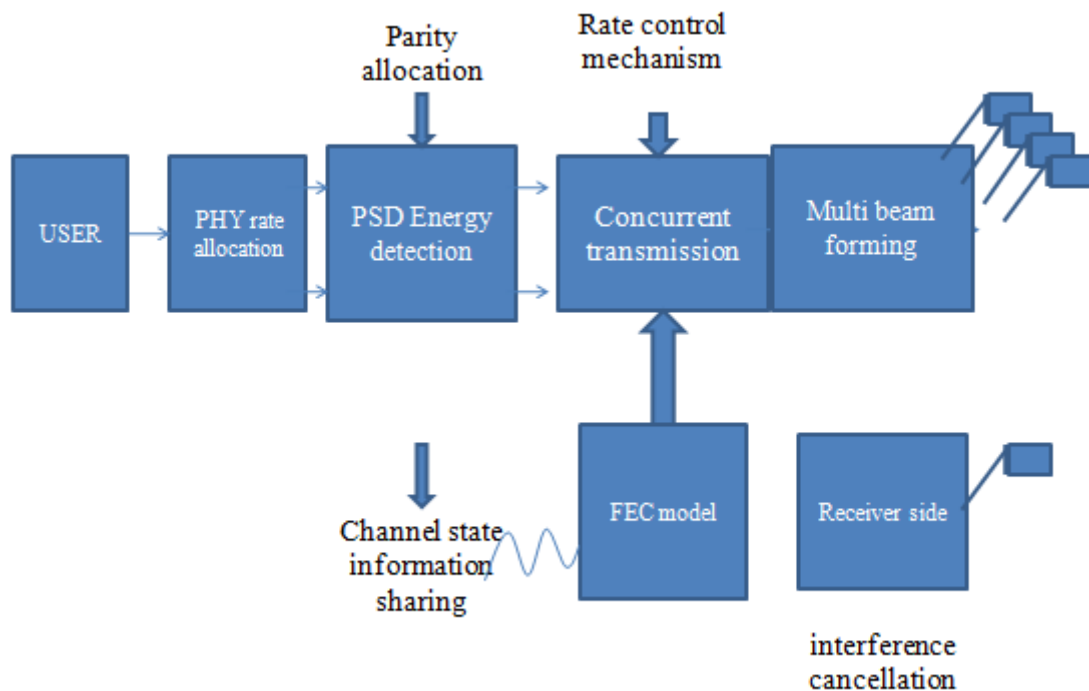 Parity
allocation
Rate control
mechanism
USER
PHY rate
allocation
PSD Energy
detection
Concurrent
transmission
Multi beam
forming
Channel state
information
sharing
FEC model
Receiver side
interference
cancellation